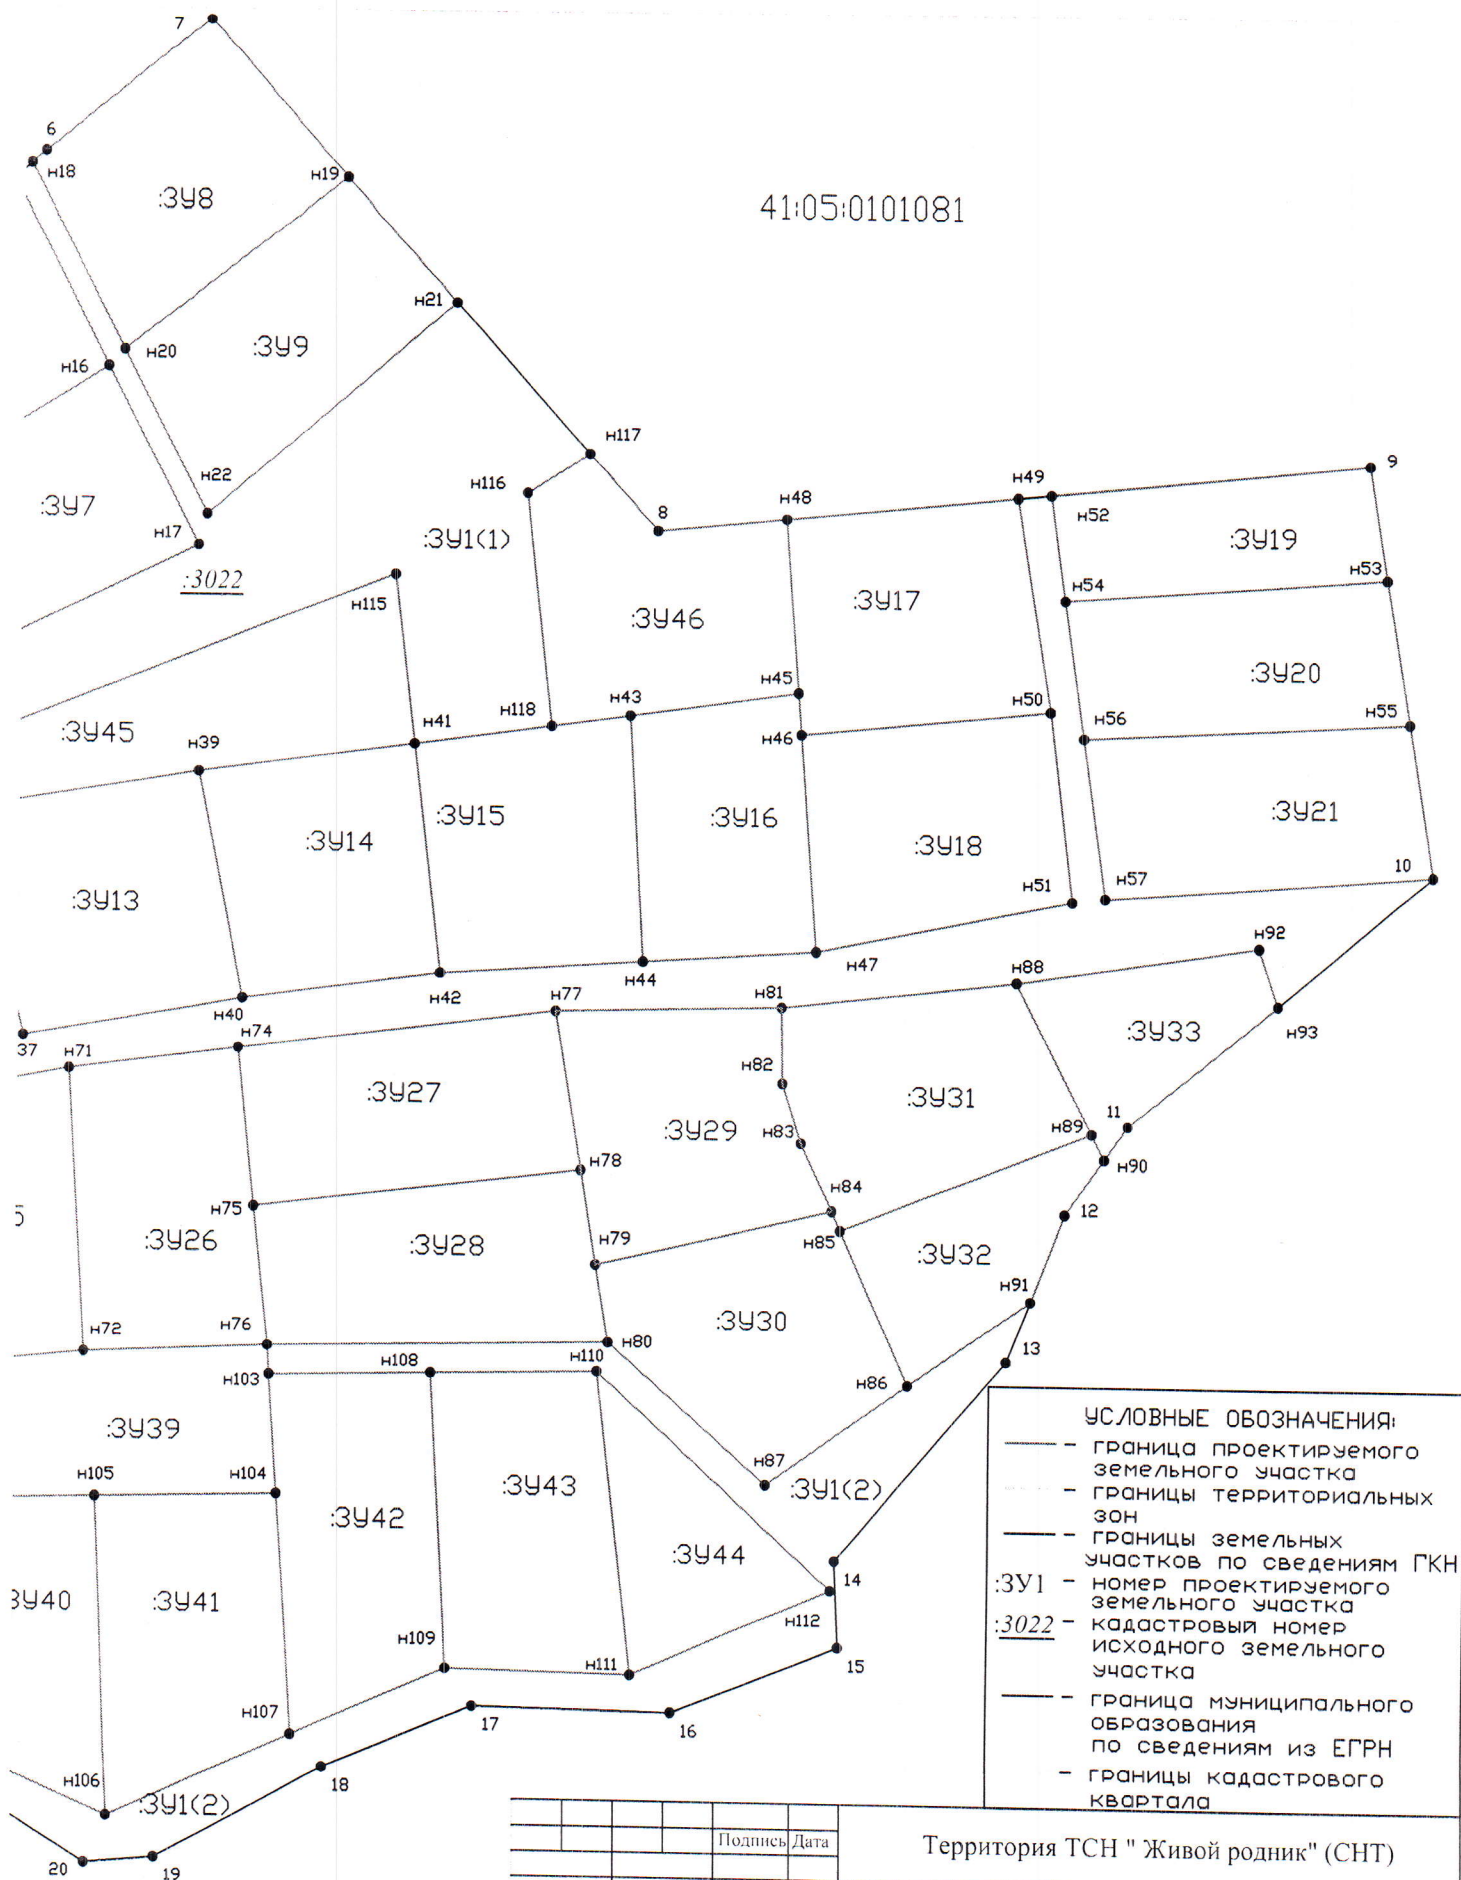 7
6
н18
:ЗУ8
н19
41:05:0101081
н21
н20
:ЗУ9
н16
н117
9
н22
н116
н49
н48
:ЗУ7
8
н52
н17
:ЗУ1(1)
:ЗУ19
н53
:3022
н54
н115
:ЗУ46
:ЗУ17
:ЗУ20
н45
н43
н50
н118
н41
н56
н55
:ЗУ45
н39
н46
:ЗУ15
:ЗУ16
:ЗУ21
:ЗУ14
:ЗУ18
10
:ЗУ13
н51
н57
н92
н47
н44
н42
н88
н77
н81
н40
н74
37
н71
:ЗУ33
н93
н82
:ЗУ27
:ЗУ31
11
:ЗУ29
н83
н89
н78
н90
н84
н75
12
5
:ЗУ26
:ЗУ28
н79
н85
:ЗУ32
н91
:ЗУ30
н72
н76
н80
13
н108
н110
н103
н86
:ЗУ39
н105
н104
н87
:ЗУ43
:ЗУ1(2)
:ЗУ42
:ЗУ44
14
ЗУ40
:ЗУ41
н112
н109
н111
15
н107
17
16
н106
18
:ЗУ1(2)
20
19
УСЛОВНЫЕ ОБОЗНАЧЕНИЯ:
- граница проектируемого
земельного участка
- границы территориальных
зон
- границы земельных
участков по сведениям ГКН
:ЗУ1 - номер проектируемого
земельного участка
:3022 - кадастровый номер
исходного земельного
участка
- граница муниципального
образования
по сведениям из ЕГРН
- границы кадастрового
квартала
Подпись Дата
Территория ТСН " Живой родник" (СНТ)